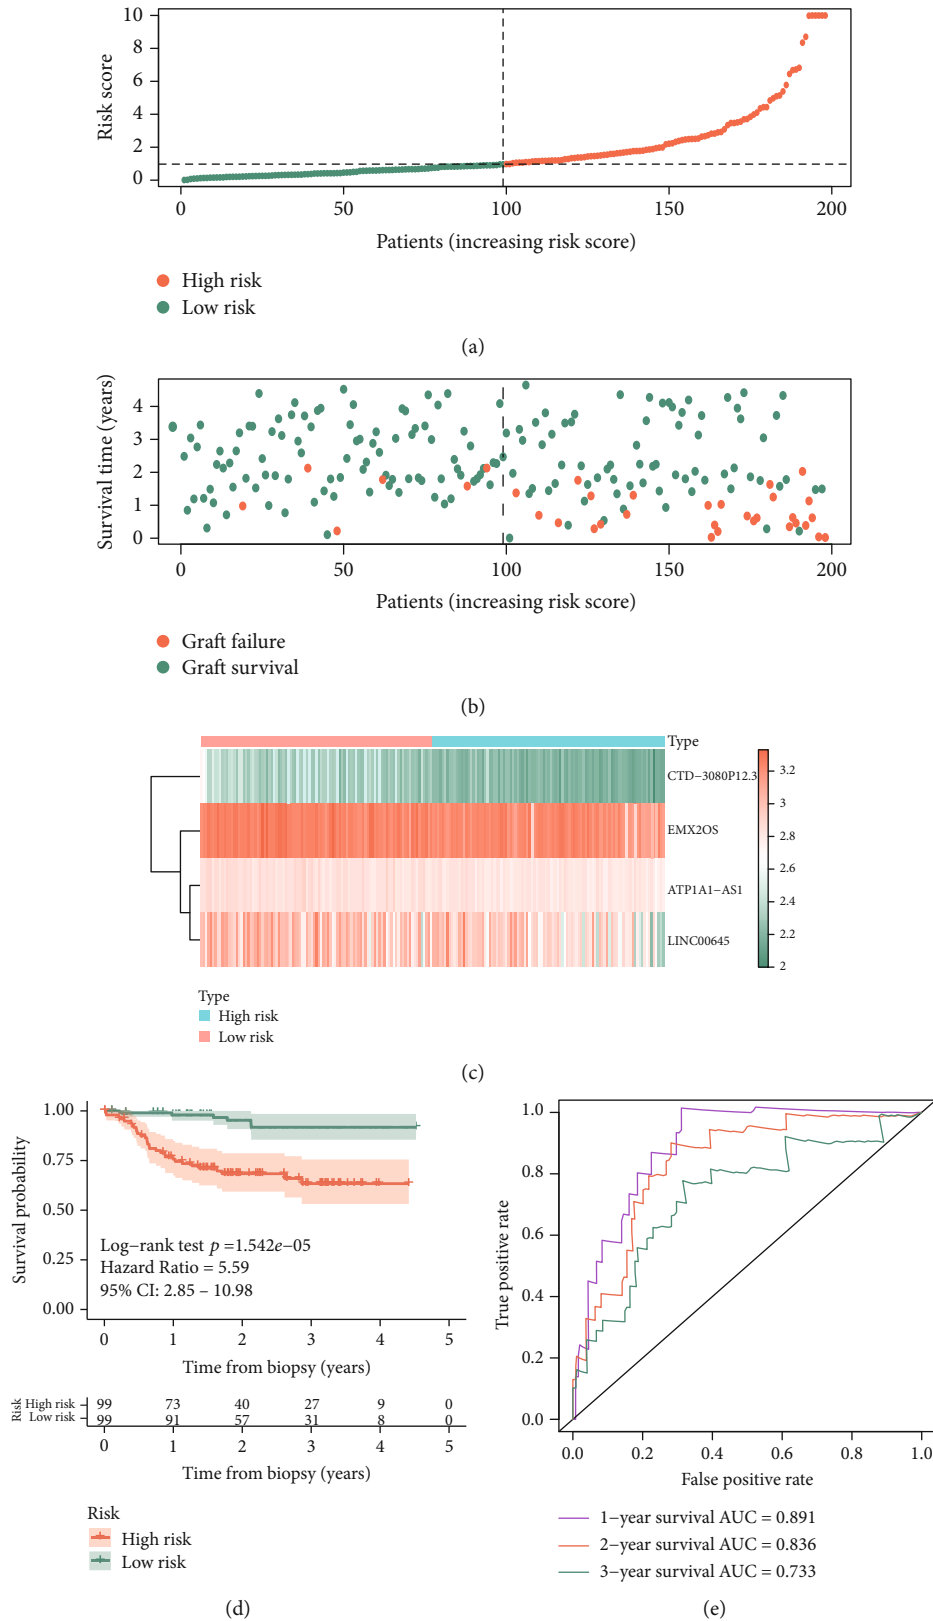 10
8
6
4
2
0
Risk score
0 50 100 150 200
Patients (increasing risk score)
High risk
Low risk
(a)
4
3
2
1
0
Survival time (years)
0 50 100 150 200
Patients (increasing risk score)
Graft failure
Graft survival
(b)
Type
CTD−3080P12.3
EMX2OS
ATP1A1−AS1
LINC00645
3.2
3
2.8
2.6
2.4
2.2
2
Type
High risk
Low risk
(c)
1.00
0.75
0.50
0.25
0.00
Survival probability
Log−rank test p =1.542e−05
Hazard Ratio = 5.59
95% CI: 2.85 – 10.98
0 1 2 3 4 5
Time from biopsy (years)
Risk
High risk 99 73 40 27 9 0
Low risk 99 91 57 31 8 0
0 1 2 3 4 5
Time from biopsy (years)
Risk
High risk
Low risk
(d)
1.0
0.8
0.6
0.4
0.2
0.0
True positive rate
0.0 0.2 0.4 0.6 0.8 1.0
False positive rate
1−year survival AUC = 0.891
2−year survival AUC = 0.836
3−year survival AUC = 0.733
(e)